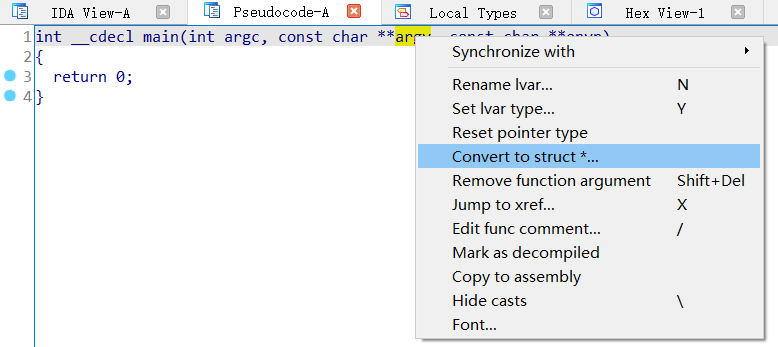 IDA View-A Pseudocode-A Local Types Hex View-1
1 int __cdecl main(int argc, const char **argv, const char **envp)
2 {
3 return 0;
4 }
Synchronize with
Rename lvar... N
Set lvar type... Y
Reset pointer type
Convert to struct *...
Remove function argument Shift+Del
Jump to xref... X
Edit func comment... /
Mark as decompiled
Copy to assembly
Hide casts \
Font...